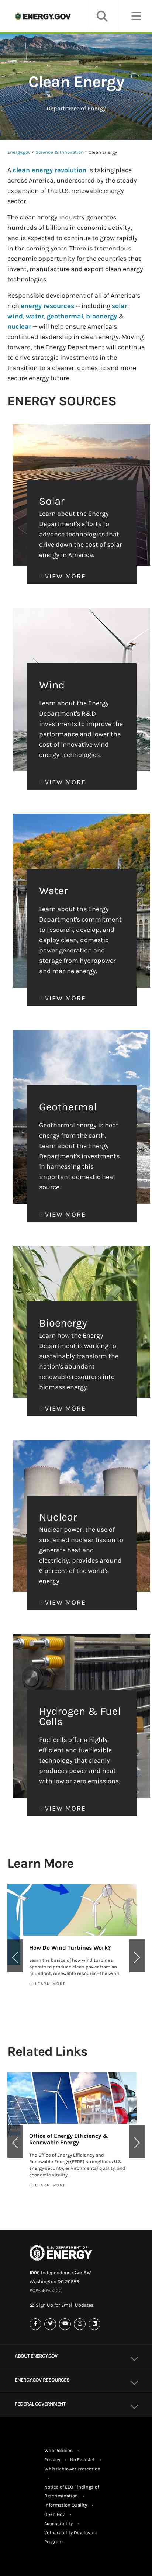 ENERGY.GOV
Clean Energy
Department of Energy
Energy.gov » Science & Innovation » Clean Energy
A clean energy revolution is taking place
across America, underscored by the steady
expansion of the U.S. renewable energy
sector.
The clean energy industry generates
hundreds of billions in economic activity,
and is expected to continue to grow rapidly
in the coming years. There is tremendous
economic opportunity for the countries that
invent, manufacture and export clean energy
technologies.
Responsible development of all of America's
rich energy resources — including solar,
wind, water, geothermal, bioenergy &
nuclear — will help ensure America's
continued leadership in clean energy. Moving
forward, the Energy Department will continue
to drive strategic investments in the
transition to a cleaner, domestic and more
secure energy future.
ENERGY SOURCES
Solar
Learn about the Energy
Department's efforts to
advance technologies that
drive down the cost of solar
energy in America.
VIEW MORE
Wind
Learn about the Energy
Department's R&D
investments to improve the
performance and lower the
cost of innovative wind
energy technologies.
VIEW MORE
Water
Learn about the Energy
Department's commitment
to research, develop, and
deploy clean, domestic
power generation and
storage from hydropower
and marine energy.
VIEW MORE
Geothermal
Geothermal energy is heat
energy from the earth.
Learn about the Energy
Department's investments
in harnessing this
important domestic heat
source.
VIEW MORE
Bioenergy
Learn how the Energy
Department is working to
sustainably transform the
nation's abundant
renewable resources into
biomass energy.
VIEW MORE
Nuclear
Nuclear power, the use of
sustained nuclear fission to
generate heat and
electricity, provides around
6 percent of the world's
energy.
VIEW MORE
Hydrogen & Fuel
Cells
Fuel cells offer a highly
efficient and fuelflexible
technology that cleanly
produces power and heat
with low or zero emissions.
VIEW MORE
Learn More
How Do Wind Turbines Work?
Learn the basics of how wind turbines
operate to produce clean power from an
abundant, renewable resource—the wind.
LEARN MORE
Related Links
Office of Energy Efficiency &
Renewable Energy
The Office of Energy Efficiency and
Renewable Energy (EERE) strengthens U.S.
energy security, environmental quality, and
economic vitality.
LEARN MORE
U.S. DEPARTMENT OF
ENERGY
1000 Independence Ave. SW
Washington DC 20585
202-586-5000
Sign Up for Email Updates
ABOUT ENERGY.GOV
ENERGY.GOV RESOURCES
FEDERAL GOVERNMENT
Web Policies •
Privacy • No Fear Act •
Whistleblower Protection
•
Notice of EEO Findings of
Discrimination •
Information Quality •
Open Gov •
Accessibility •
Vulnerability Disclosure
Program